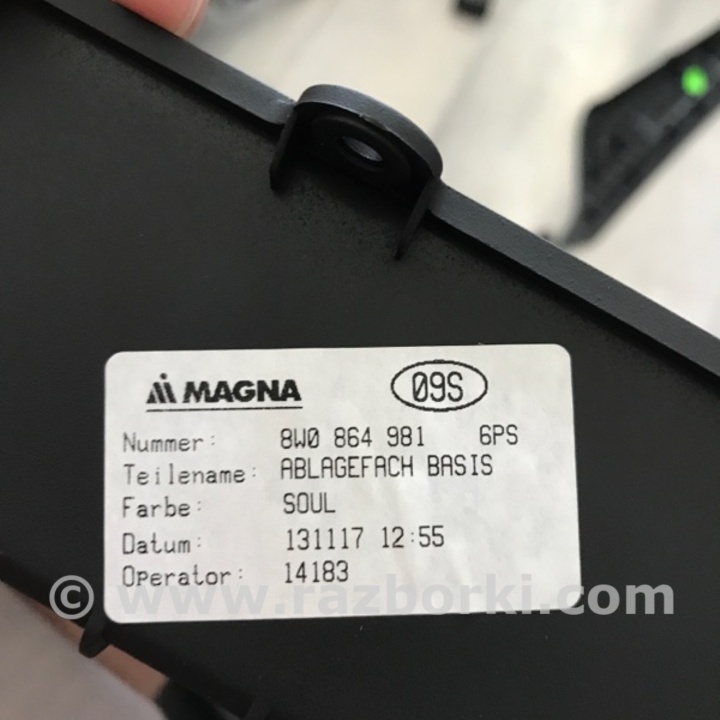 MAGNA 09S
Nummer: 8W0 864 981 6PS
Teilename: ABLAGEFACH BASIS
Farbe: SOUL
Datum: 131117 12:55
Operator: 14183
© www.razborki.com